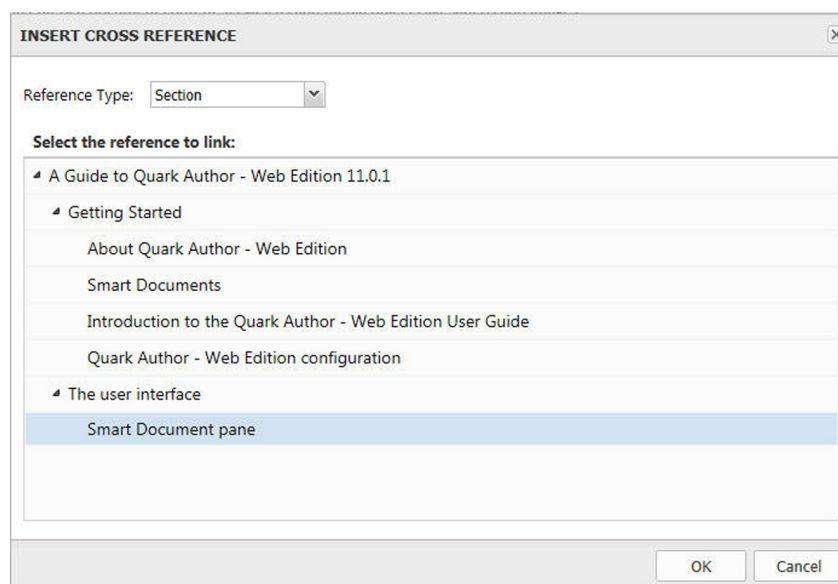 INSERT CROSS REFERENCE
Reference Type: Section
Select the reference to link:
A Guide to Quark Author - Web Edition 11.0.1
Getting Started
About Quark Author - Web Edition
Smart Documents
Introduction to the Quark Author - Web Edition User Guide
Quark Author - Web Edition configuration
The user interface
Smart Document pane
OK Cancel